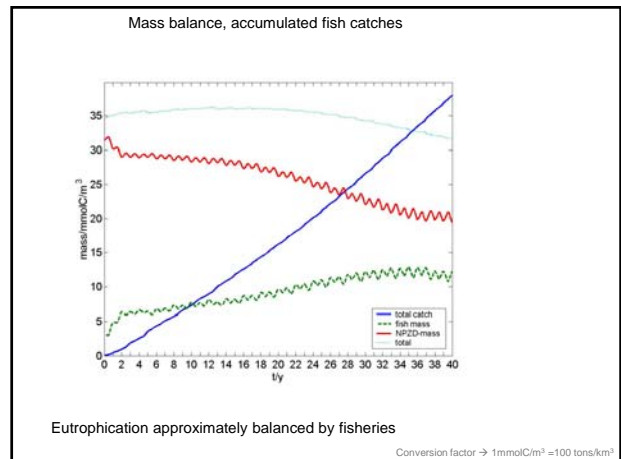 Mass balance, accumulated fish catches
mass/mmolC/m³
35
30
25
20
15
10
5
0
0 2 4 6 8 10 12 14 16 18 20 22 24 26 28 30 32 34 36 38 40
t/y
total catch
fish mass
NPZD-mass
total
Eutrophication approximately balanced by fisheries
Conversion factor → 1mmolC/m³ =100 tons/km³